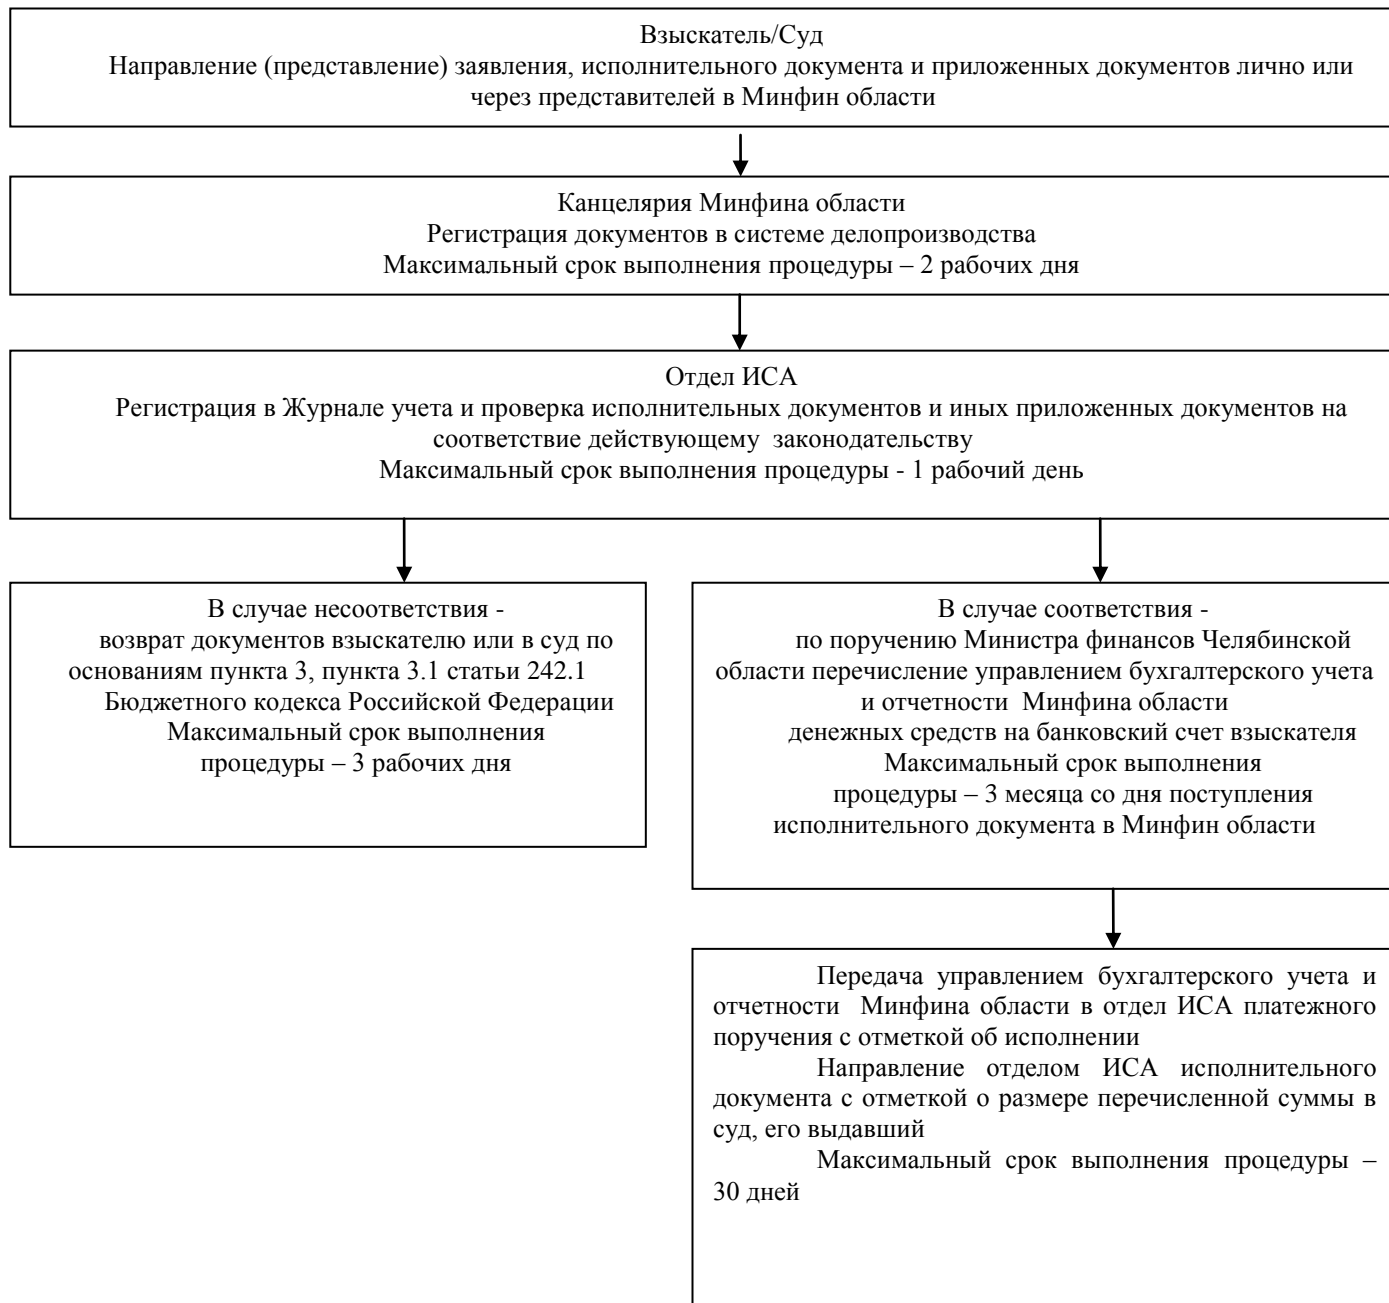 Взыскатель/Суд
Направление (представление) заявления, исполнительного документа и приложенных документов лично или
через представителей в Минфин области
Канцелярия Минфина области
Регистрация документов в системе делопроизводства
Максимальный срок выполнения процедуры – 2 рабочих дня
Отдел ИСА
Регистрация в Журнале учета и проверка исполнительных документов и иных приложенных документов на
соответствие действующему законодательству
Максимальный срок выполнения процедуры - 1 рабочий день
В случае несоответствия -
возврат документов взыскателю или в суд по
основаниям пункта 3, пункта 3.1 статьи 242.1
Бюджетного кодекса Российской Федерации
Максимальный срок выполнения
процедуры – 3 рабочих дня
В случае соответствия -
по поручению Министра финансов Челябинской
области перечисление управлением бухгалтерского учета
и отчетности Минфина области
денежных средств на банковский счет взыскателя
Максимальный срок выполнения
процедуры – 3 месяца со дня поступления
исполнительного документа в Минфин области
Передача управлением бухгалтерского учета и
отчетности Минфина области в отдел ИСА платежного
поручения с отметкой об исполнении
Направление отделом ИСА исполнительного
документа с отметкой о размере перечисленной суммы в
суд, его выдавший
Максимальный срок выполнения процедуры –
30 дней